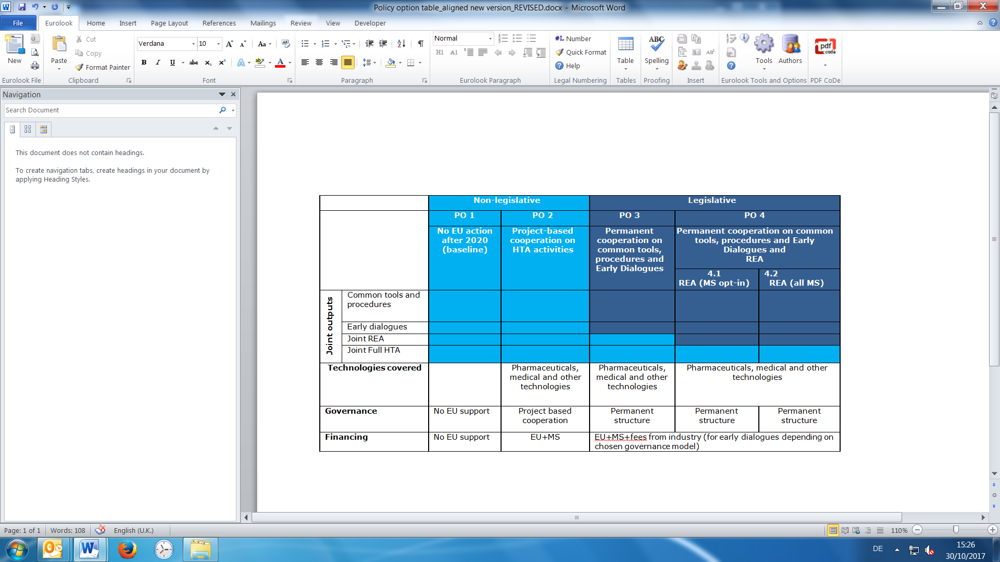 Policy option table_aligned new version_REVISED.docx - Microsoft Word
File Eurolook Home Insert Page Layout References Mailings Review View Developer
New
Eurolook File
Paste
Cut
Copy
Format Painter
Clipboard
Verdana 10
Aa
B I U abc x₂ x² A ab A
Font
Paragraph
Normal
H1 A1
Eurolook Paragraph
#L Number
Quick Format
Help
Legal Numbering
Table
Tables
ABC
Spelling
Proofing
Insert
Tools Authors
Eurolook Tools and Options
pdf code
PDF CoDe
Navigation
Search Document
This document does not contain headings.
To create navigation tabs, create headings in your document by
applying Heading Styles.
Non-legislative Legislative
PO 1 PO 2 PO 3 PO 4
No EU action
after 2020
(baseline)
Project-based
cooperation on
HTA activities
Permanent
cooperation on
common tools,
procedures and
Early Dialogues
Permanent cooperation on common
tools, procedures and Early
Dialogues and
REA
4.1
REA (MS opt-in)
4.2
REA (all MS)
Joint outputs
Common tools and
procedures
Early dialogues
Joint REA
Joint Full HTA
Technologies covered
Pharmaceuticals,
medical and other
technologies
Pharmaceuticals,
medical and other
technologies
Pharmaceuticals, medical and other
technologies
Governance
No EU support
Project based
cooperation
Permanent
structure
Permanent
structure
Permanent
structure
Financing
No EU support
EU+MS
EU+MS+fees from industry (for early dialogues depending on
chosen governance model)
Page: 1 of 1 Words: 108 English (U.K.) 110%
DE
15:26
30/10/2017